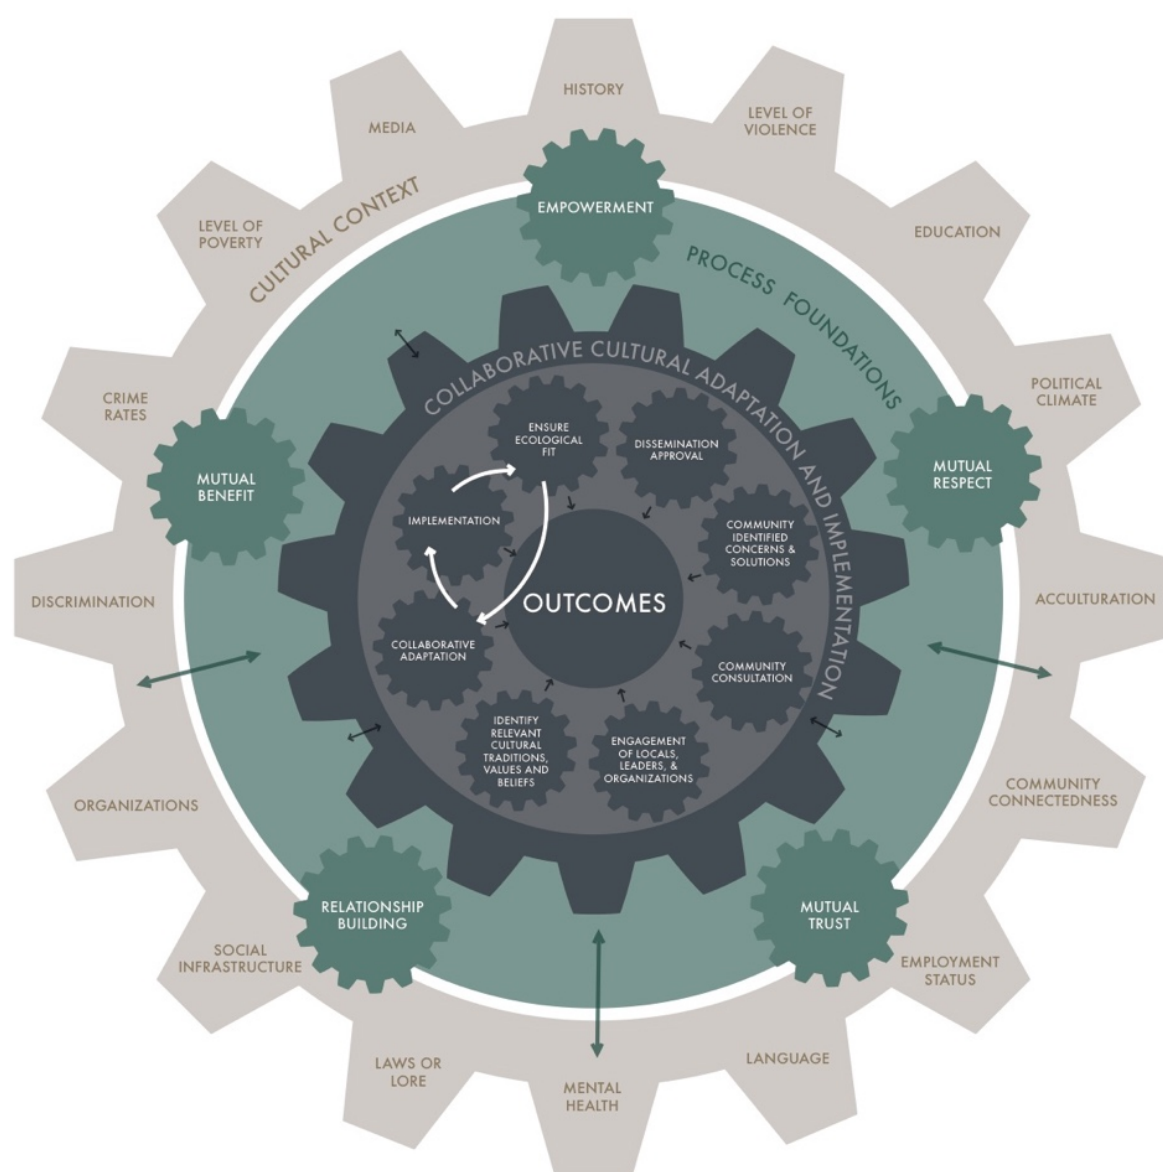 HISTORY
LEVEL OF
VIOLENCE
MEDIA
EDUCATION
LEVEL OF
POVERTY
CULTURAL CONTEXT
EMPOWERMENT
PROCESS FOUNDATIONS
POLITICAL
CLIMATE
CRIME
RATES
COLLABORATIVE CULTURAL ADAPTATION AND IMPLEMENTATION
MUTUAL
BENEFIT
MUTUAL
RESPECT
ENSURE
ECOLOGICAL
FIT
DISSEMINATION
APPROVAL
IMPLEMENTATION
COMMUNITY
IDENTIFIED
CONCERNS &
SOLUTIONS
DISCRIMINATION
OUTCOMES
ACCULTURATION
COLLABORATIVE
ADAPTATION
COMMUNITY
CONSULTATION
IDENTIFY
RELEVANT
CULTURAL
TRADITIONS,
VALUES AND
BELIEFS
ENGAGEMENT
OF LOCALS,
LEADERS, &
ORGANIZATIONS
ORGANIZATIONS
COMMUNITY
CONNECTEDNESS
RELATIONSHIP
BUILDING
MUTUAL
TRUST
SOCIAL
INFRASTRUCTURE
EMPLOYMENT
STATUS
LAWS OR
LORE
MENTAL
HEALTH
LANGUAGE